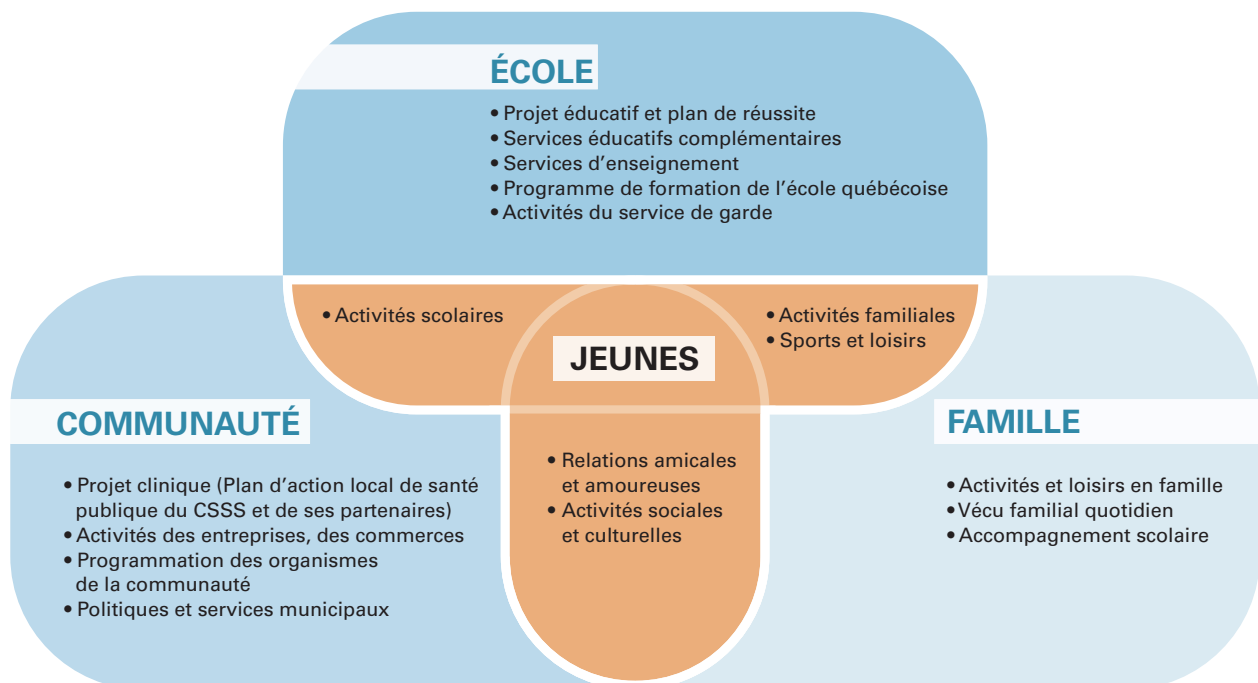 ÉCOLE
• Projet éducatif et plan de réussite
• Services éducatifs complémentaires
• Services d’enseignement
• Programme de formation de l’école québécoise
• Activités du service de garde
• Activités scolaires
• Activités familiales
• Sports et loisirs
JEUNES
• Relations amicales
et amoureuses
• Activités sociales
et culturelles
COMMUNAUTÉ
• Projet clinique (Plan d’action local de santé
publique du CSSS et de ses partenaires)
• Activités des entreprises, des commerces
• Programmation des organismes
de la communauté
• Politiques et services municipaux
FAMILLE
• Activités et loisirs en famille
• Vécu familial quotidien
• Accompagnement scolaire